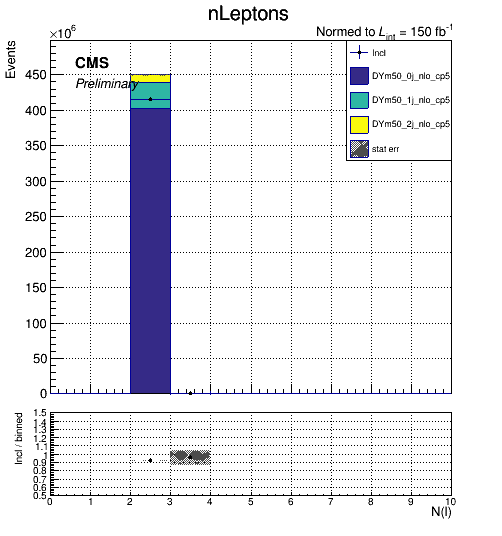 nLeptons
×10⁶
Normed to L_int = 150 fb⁻¹
Events
CMS
Preliminary
Incl
DYm50_0j_nlo_cp5
DYm50_1j_nlo_cp5
DYm50_2j_nlo_cp5
stat err
450
400
350
300
250
200
150
100
50
0
Incl / binned
1.5
1.4
1.3
1.2
1.1
1
0.9
0.8
0.7
0.6
0.5
0 1 2 3 4 5 6 7 8 9 10
N(l)